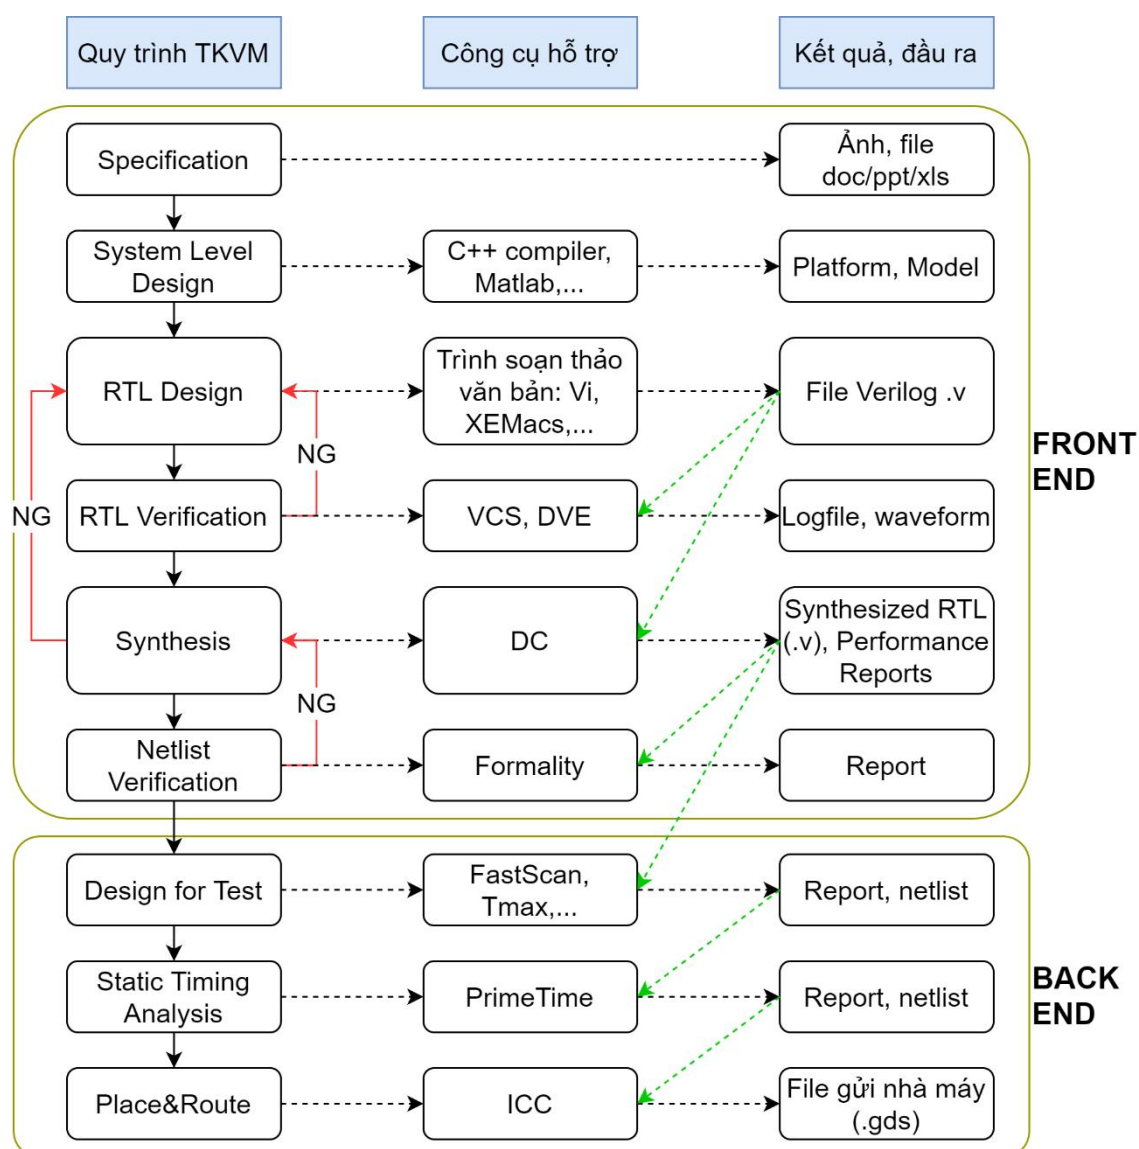 Quy trình TKVM
Công cụ hỗ trợ
Kết quả, đầu ra
Specification
Ảnh, file
doc/ppt/xls
System Level
Design
C++ compiler,
Matlab,...
Platform, Model
RTL Design
Trình soạn thảo
văn bản: Vi,
XEMacs,...
File Verilog .v
NG
FRONT
END
NG
RTL Verification
VCS, DVE
Logfile, waveform
Synthesis
DC
Synthesized RTL
(.v), Performance
Reports
NG
Netlist
Verification
Formality
Report
Design for Test
FastScan,
Tmax,...
Report, netlist
Static Timing
Analysis
PrimeTime
Report, netlist
BACK
END
Place&Route
ICC
File gửi nhà máy
(.gds)